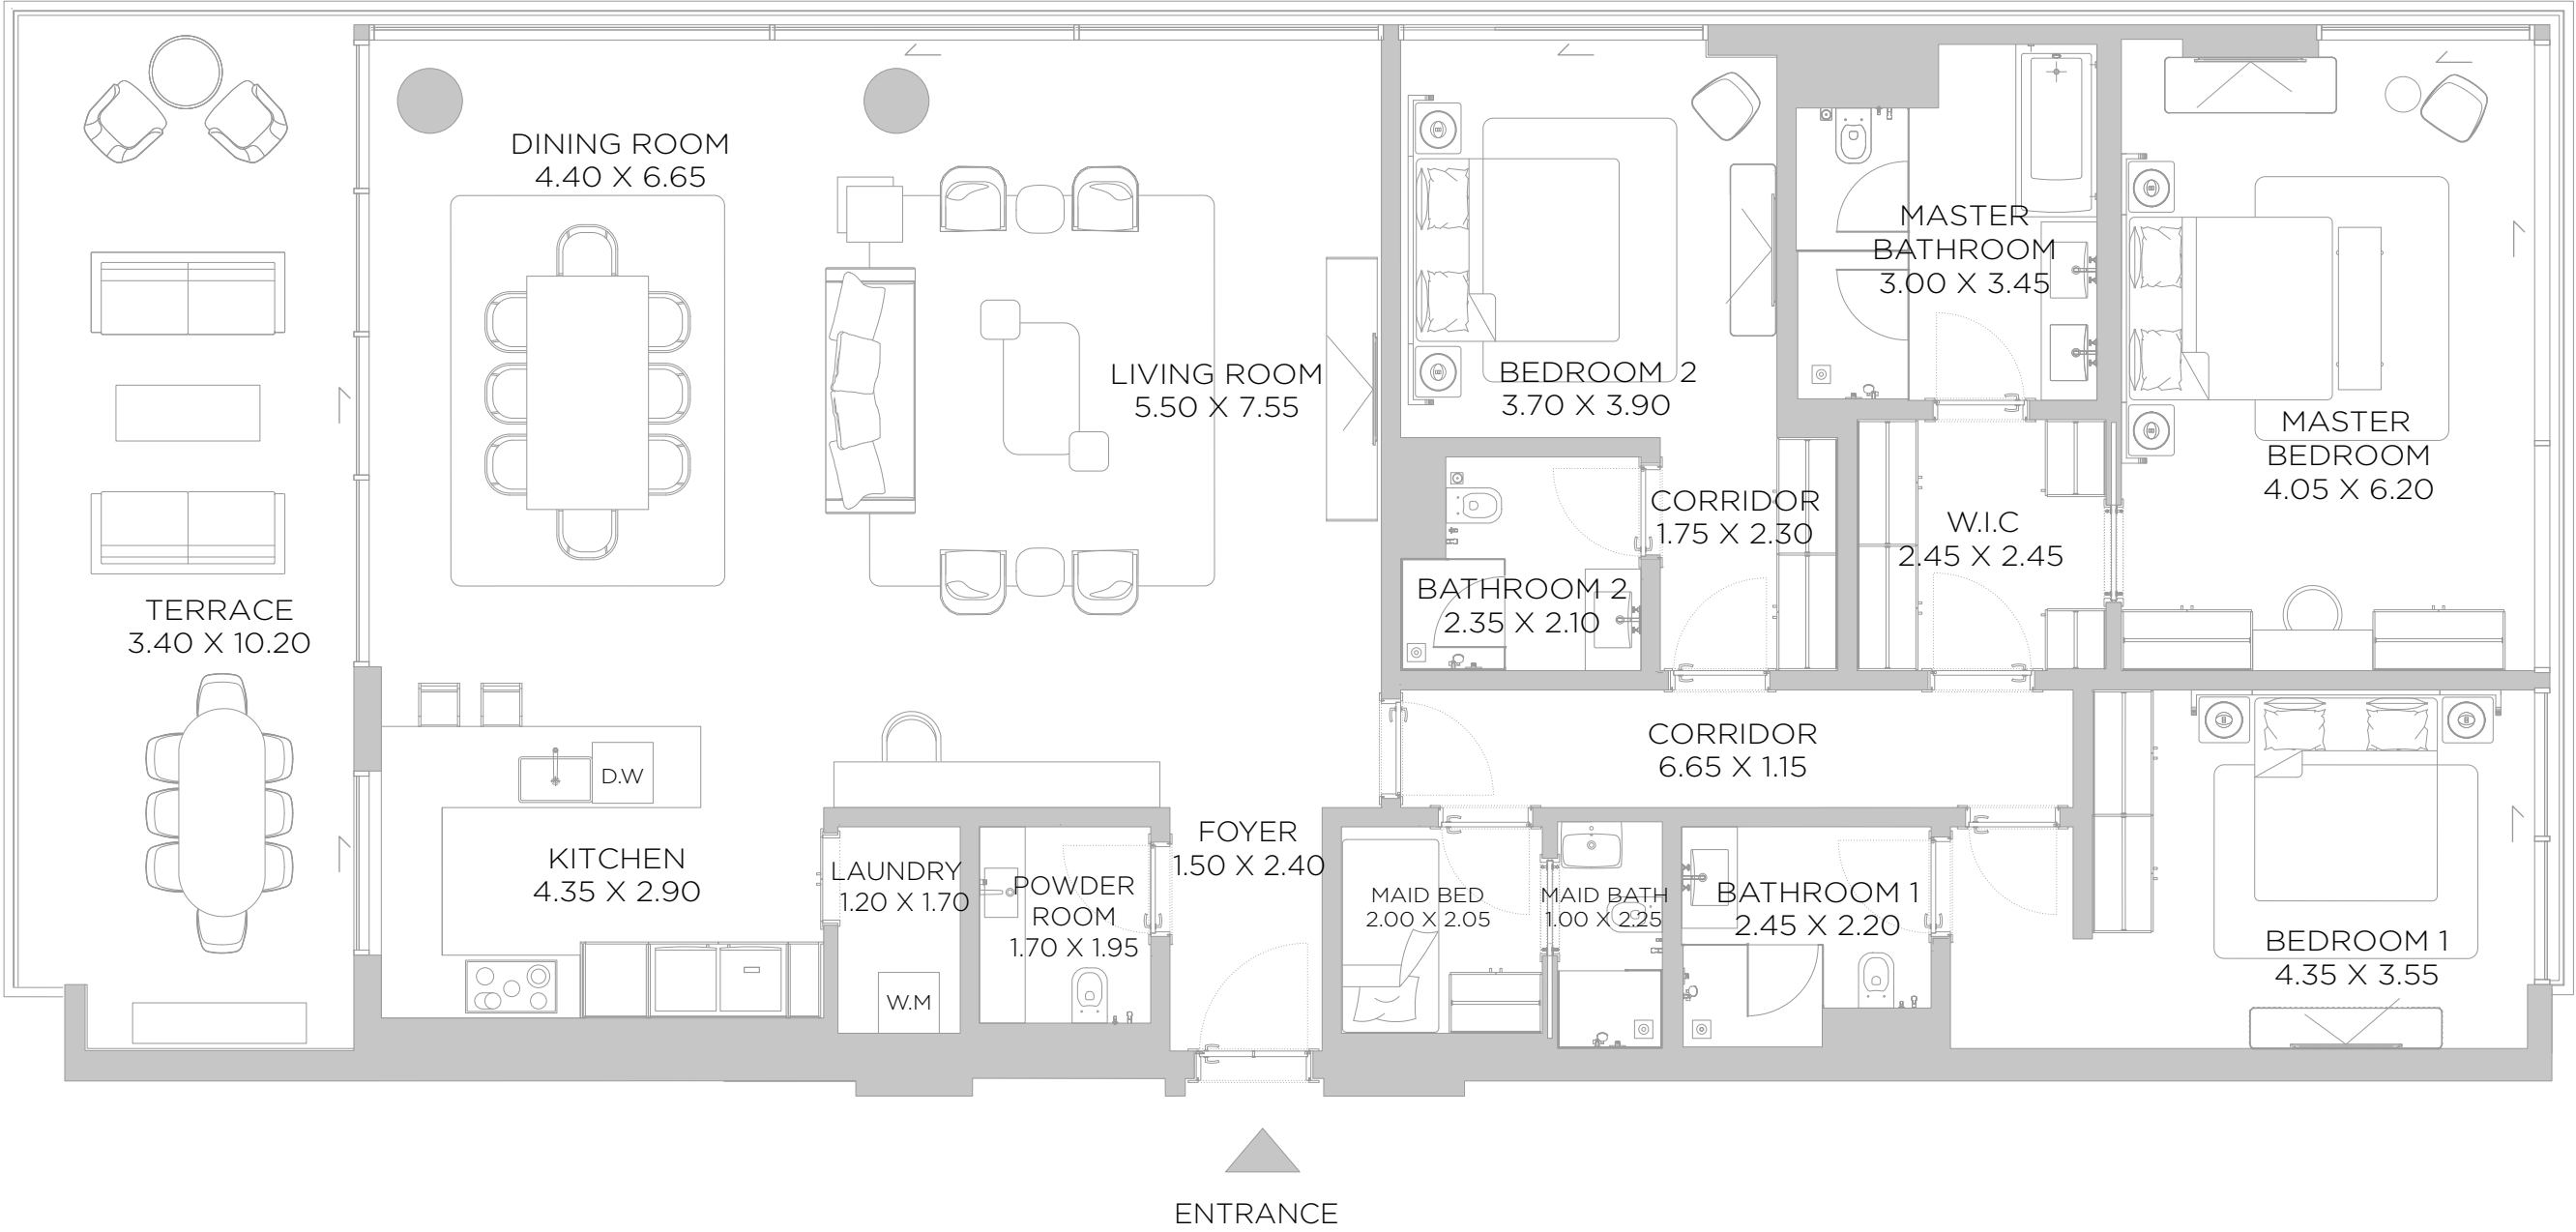 DINING ROOM
4.40 X 6.65
MASTER
BATHROOM
3.00 X 3.45
LIVING ROOM
5.50 X 7.55
BEDROOM 2
3.70 X 3.90
MASTER
BEDROOM
4.05 X 6.20
CORRIDOR
1.75 X 2.30
W.I.C
2.45 X 2.45
BATHROOM 2
2.35 X 2.10
TERRACE
3.40 X 10.20
CORRIDOR
6.65 X 1.15
D.W
FOYER
1.50 X 2.40
KITCHEN
4.35 X 2.90
LAUNDRY
1.20 X 1.70
POWDER
ROOM
1.70 X 1.95
MAID BED
2.00 X 2.05
MAID BATH
1.00 X 2.25
BATHROOM 1
2.45 X 2.20
BEDROOM 1
4.35 X 3.55
W.M
ENTRANCE